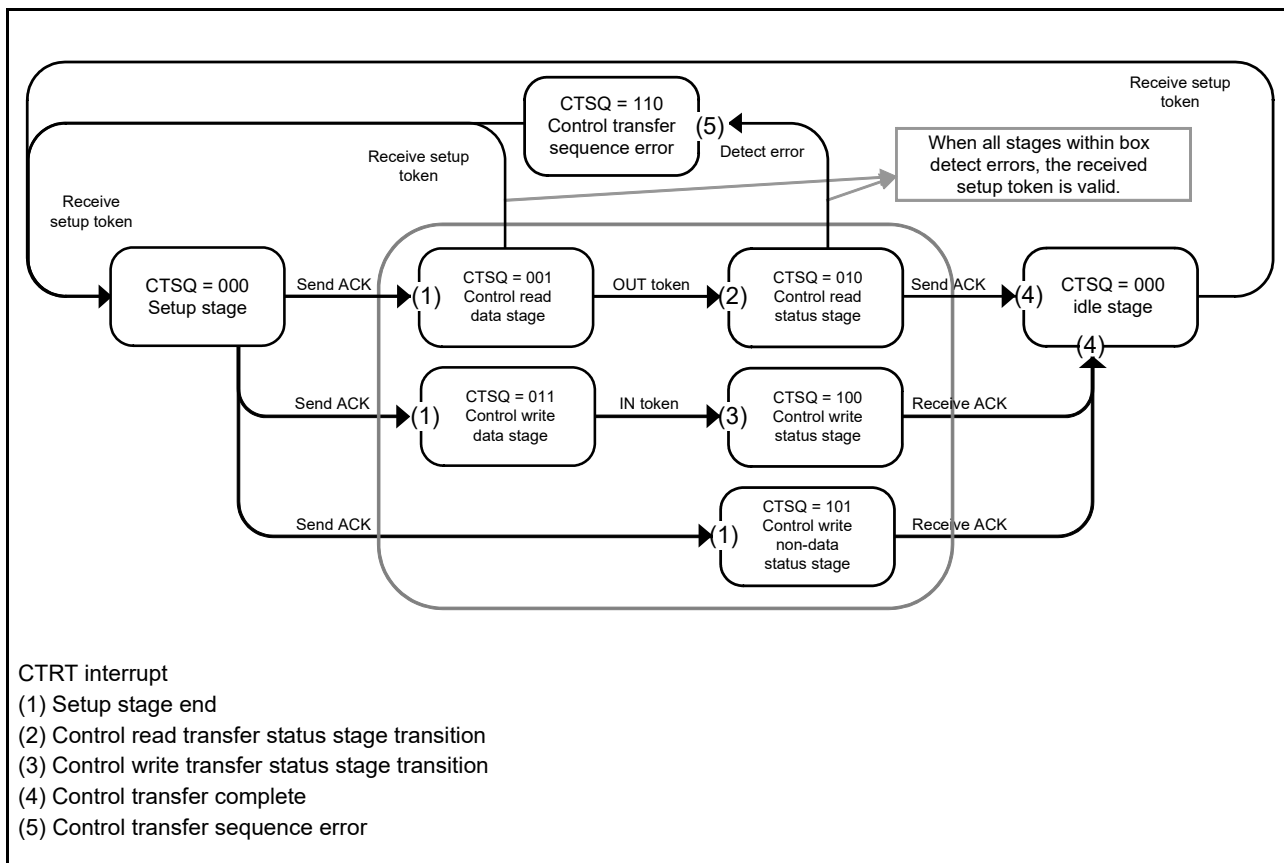 Receive setup
token
CTSQ = 110
Control transfer
sequence error
(5)
Detect error
Receive setup
token
When all stages within box
detect errors, the received
setup token is valid.
Receive
setup token
CTSQ = 000
Setup stage
Send ACK
(1)
CTSQ = 001
Control read
data stage
OUT token
(2)
CTSQ = 010
Control read
status stage
Send ACK
(4)
CTSQ = 000
idle stage
(4)
Send ACK
(1)
CTSQ = 011
Control write
data stage
IN token
(3)
CTSQ = 100
Control write
status stage
Receive ACK
Send ACK
(1)
CTSQ = 101
Control write
non-data
status stage
Receive ACK
CTRT interrupt
(1) Setup stage end
(2) Control read transfer status stage transition
(3) Control write transfer status stage transition
(4) Control transfer complete
(5) Control transfer sequence error